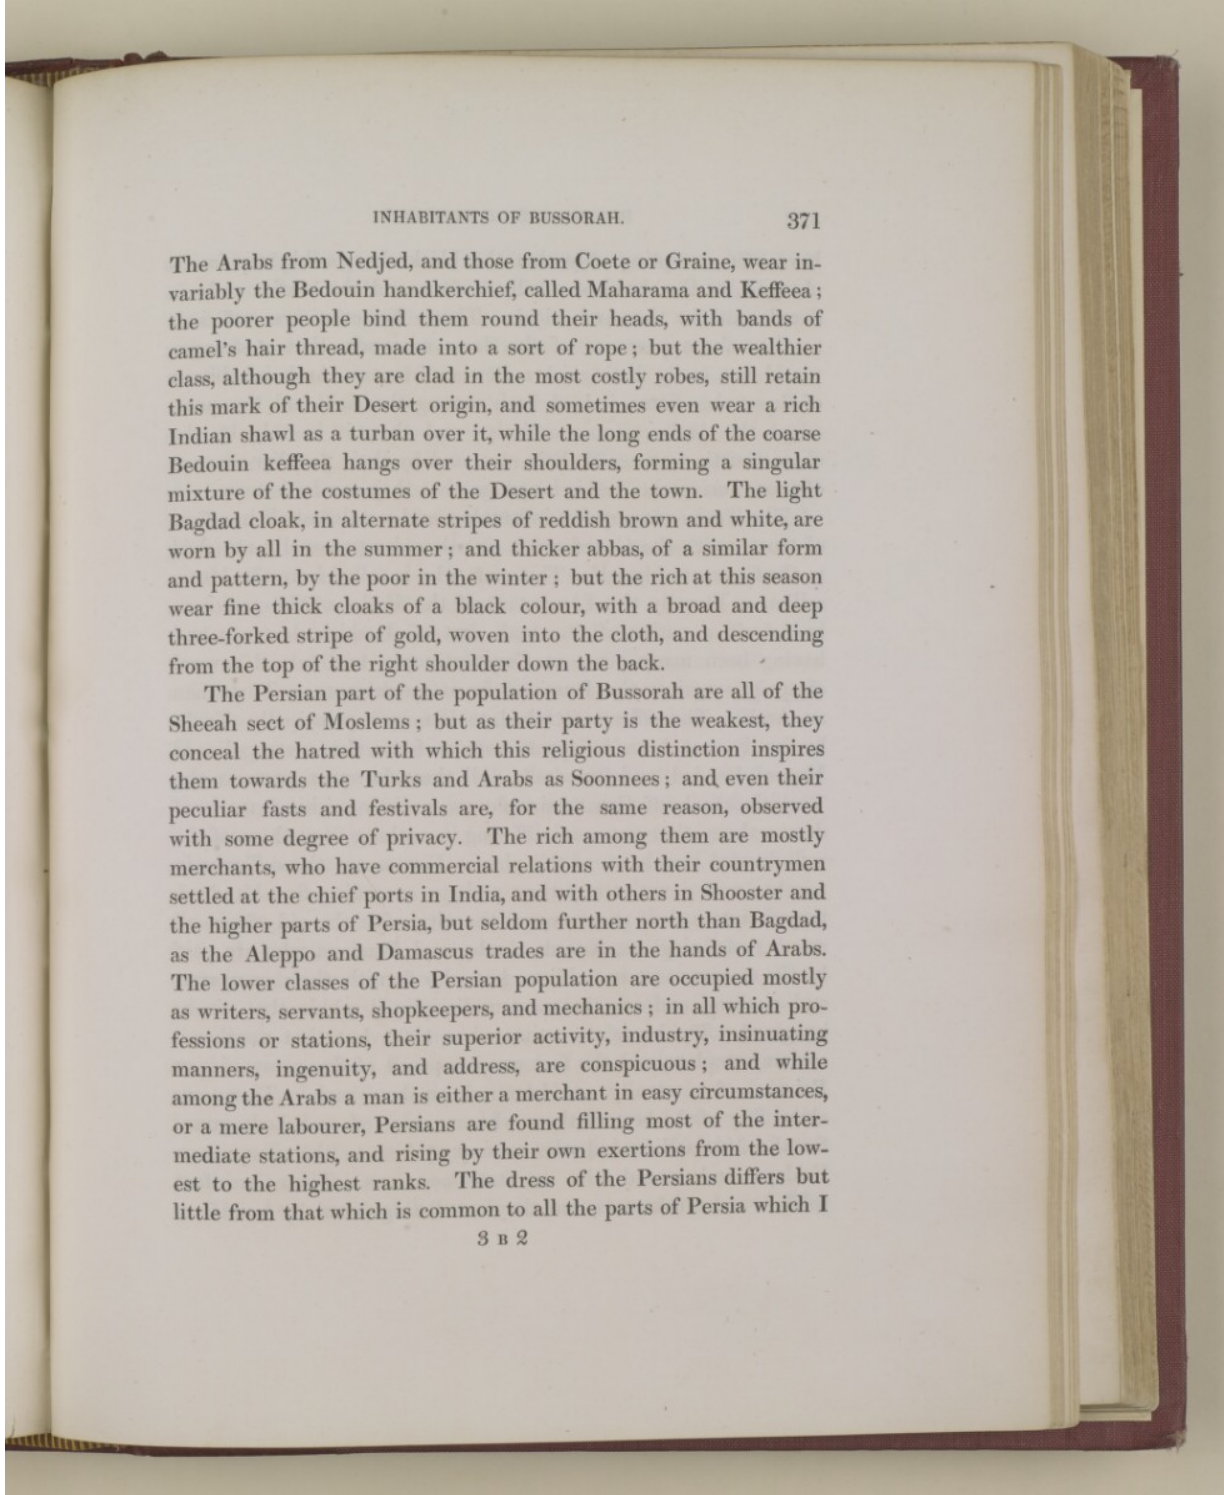 INHABITANTS OF BUSSORAH. 371
The Arabs from Nedjed, and those from Coete or Graine, wear in-
variably the Bedouin handkerchief, called Maharama and Keffeea;
the poorer people bind them round their heads, with bands of
camel's hair thread, made into a sort of rope; but the wealthier
class, although they are clad in the most costly robes, still retain
this mark of their Desert origin, and sometimes even wear a rich
Indian shawl as a turban over it, while the long ends of the coarse
Bedouin keffeea hangs over their shoulders, forming a singular
mixture of the costumes of the Desert and the town. The light
Bagdad cloak, in alternate stripes of reddish brown and white, are
worn by all in the summer; and thicker abbas, of a similar form
and pattern, by the poor in the winter; but the rich at this season
wear fine thick cloaks of a black colour, with a broad and deep
three-forked stripe of gold, woven into the cloth, and descending
from the top of the right shoulder down the back.
The Persian part of the population of Bussorah are all of the
Sheeah sect of Moslems; but as their party is the weakest, they
conceal the hatred with which this religious distinction inspires
them towards the Turks and Arabs as Soonnees; and even their
peculiar fasts and festivals are, for the same reason, observed
with some degree of privacy. The rich among them are mostly
merchants, who have commercial relations with their countrymen
settled at the chief ports in India, and with others in Shooster and
the higher parts of Persia, but seldom further north than Bagdad,
as the Aleppo and Damascus trades are in the hands of Arabs.
The lower classes of the Persian population are occupied mostly
as writers, servants, shopkeepers, and mechanics; in all which pro-
fessions or stations, their superior activity, industry, insinuating
manners, ingenuity, and address, are conspicuous; and while
among the Arabs a man is either a merchant in easy circumstances,
or a mere labourer, Persians are found filling most of the inter-
mediate stations, and rising by their own exertions from the low-
est to the highest ranks. The dress of the Persians differs but
little from that which is common to all the parts of Persia which I
3 B 2